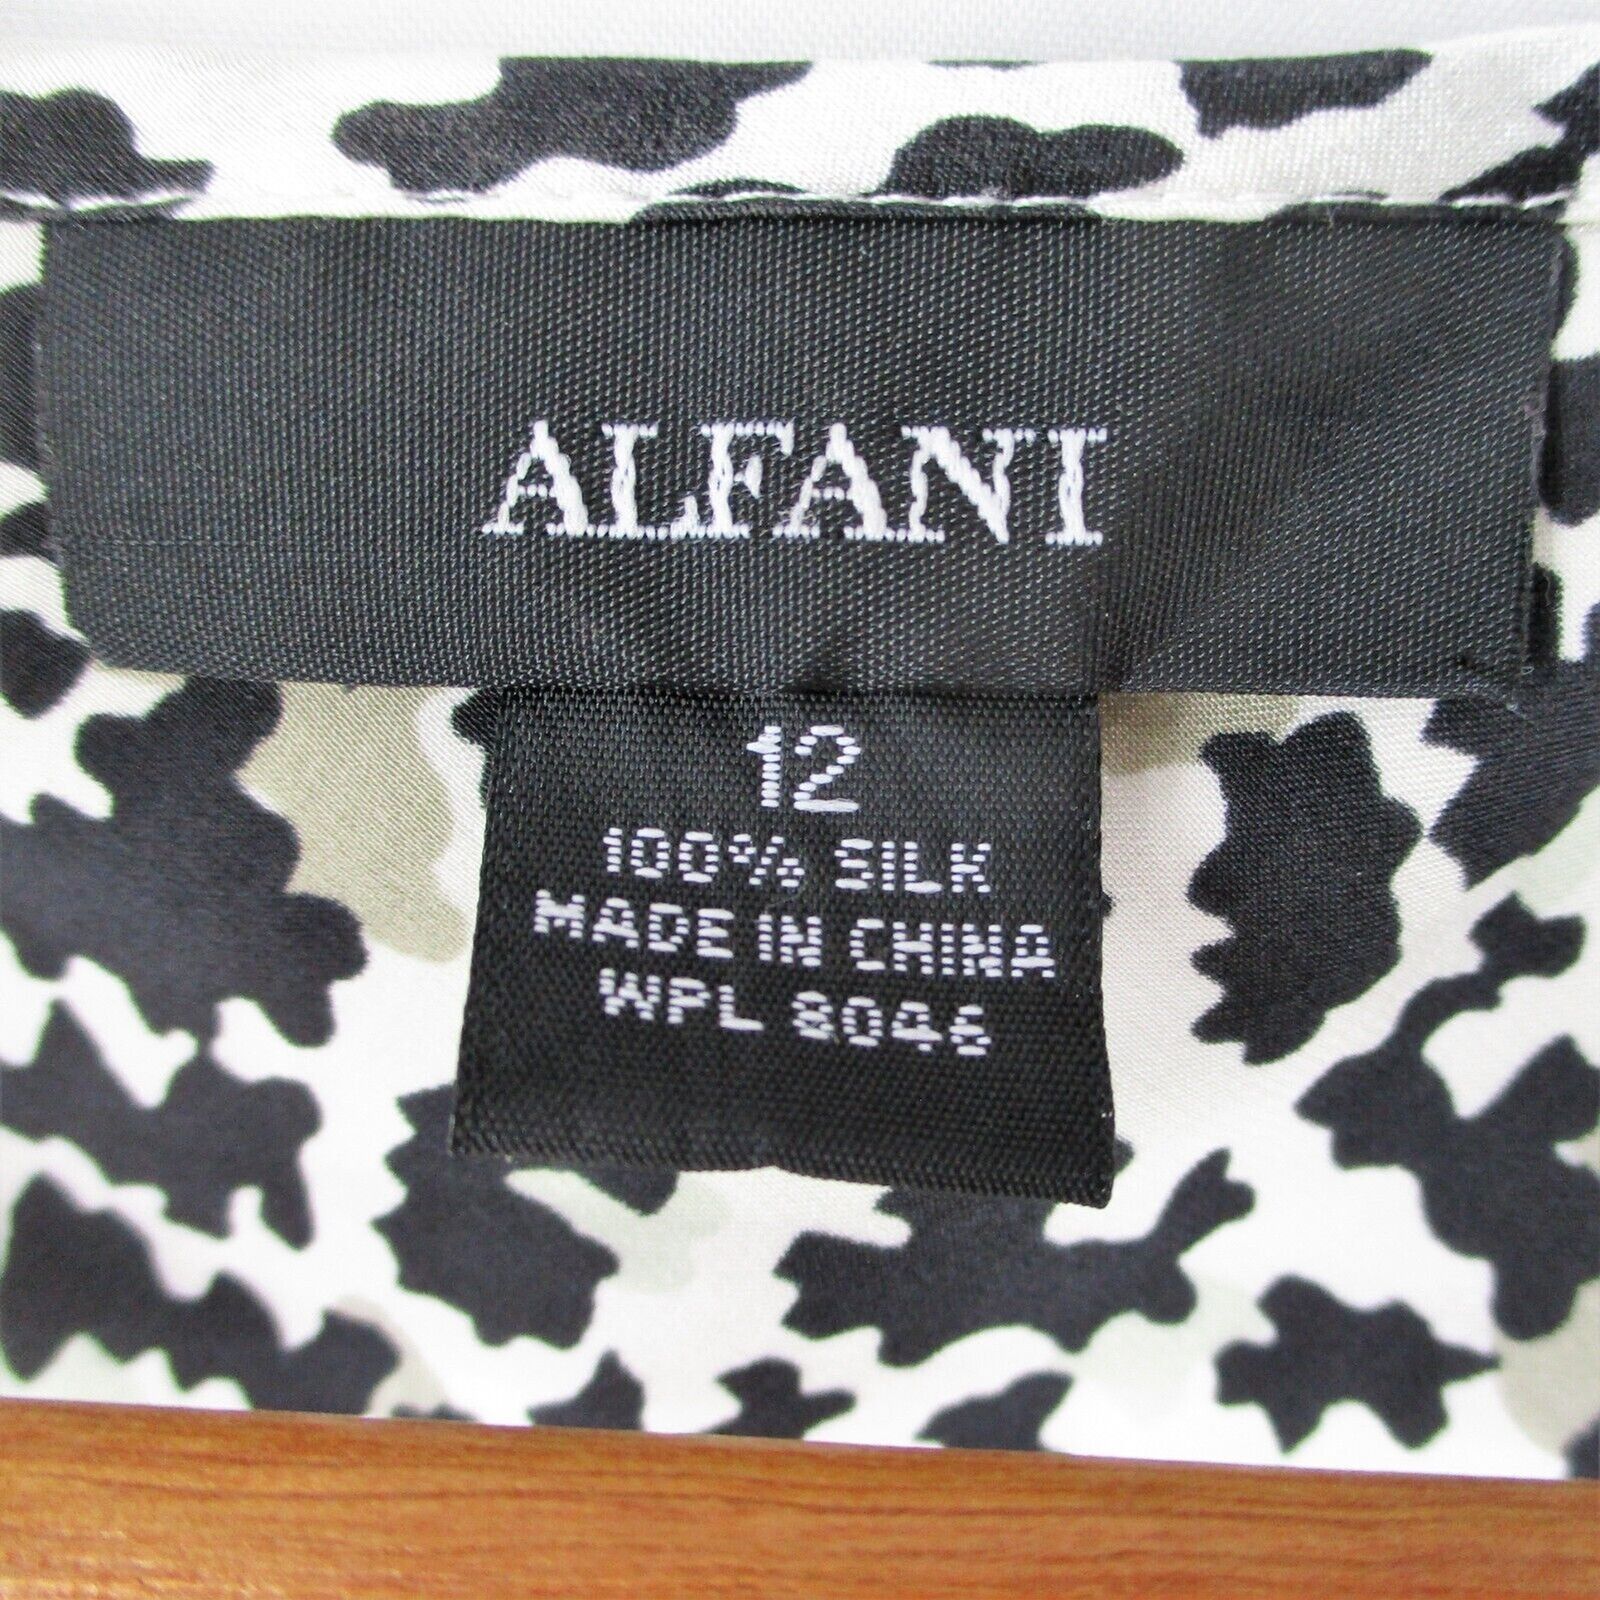 ALFANI
12
100% SILK
MADE IN CHINA
WPL 8046